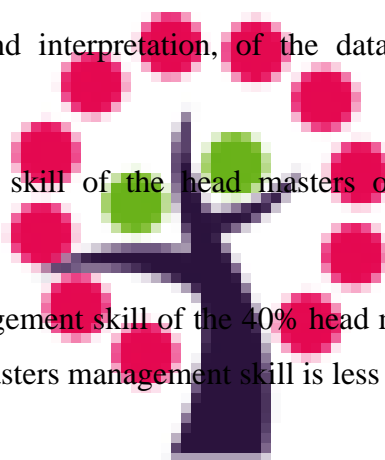 nd interpretation, of the data
skill of the head masters o
gement skill of the 40% head m
sters management skill is less